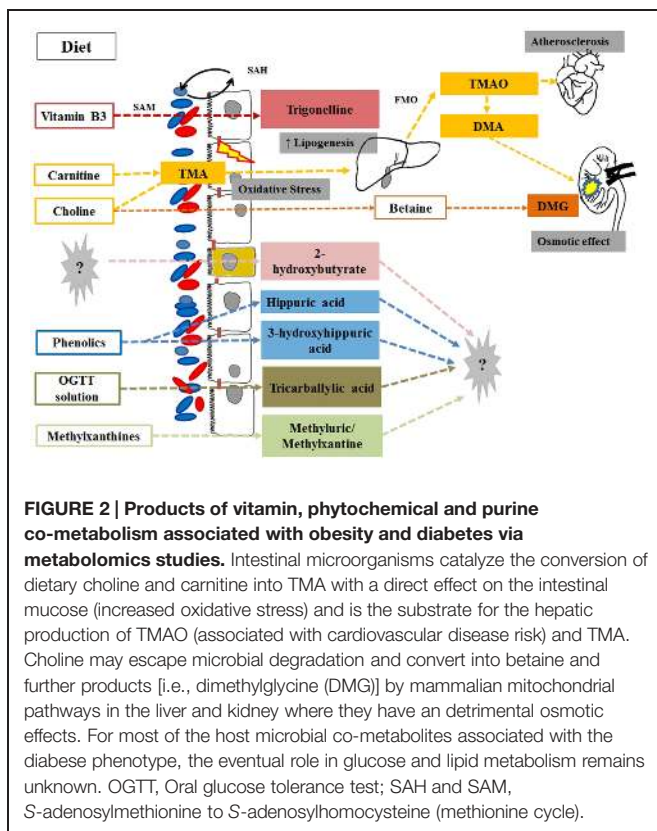 Diet
Atherosclerosis
SAH
SAM
FMO
TMAO
Vitamin B3
Trigonelline
↑ Lipogenesis
DMA
Carnitine
TMA
Oxidative Stress
Choline
Betaine
DMG
Osmotic effect
?
2-
hydroxybutyrate
Hippuric acid
Phenolics
3-hydroxyhippuric
acid
?
OGTT
solution
Tricarballylic acid
Methylxanthines
Methyluric/
Methylxantine
FIGURE 2 | Products of vitamin, phytochemical and purine
co-metabolism associated with obesity and diabetes via
metabolomics studies. Intestinal microorganisms catalyze the conversion of
dietary choline and carnitine into TMA with a direct effect on the intestinal
mucose (increased oxidative stress) and is the substrate for the hepatic
production of TMAO (associated with cardiovascular disease risk) and TMA.
Choline may escape microbial degradation and convert into betaine and
further products [i.e., dimethylglycine (DMG)] by mammalian mitochondrial
pathways in the liver and kidney where they have an detrimental osmotic
effects. For most of the host microbial co-metabolites associated with the
diabese phenotype, the eventual role in glucose and lipid metabolism remains
unknown. OGTT, Oral glucose tolerance test; SAH and SAM,
S-adenosylmethionine to S-adenosylhomocysteine (methionine cycle).